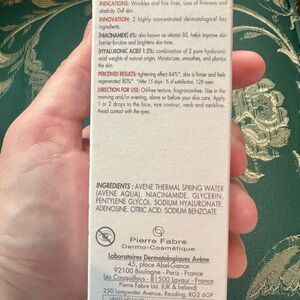 INDICATIONS: Wrinkles and fine lines. Loss of firmness and
elasticity. Dull skin.
INNOVATION: 2 highly concentrated dermatological key
ingredients.
[NIACINAMIDE] 6%: also known as vitamin B3, helps improve skin
barrier function and brightens skin tone.
[HYALURONIC ACID] 1.5%: combination of 2 pure hyaluronic
acid weights of natural origin. Moisturizes, smoothes, and plumps
the skin.
PERCEIVED RESULTS: tightening effect 84%*, skin is firmer and feels
regenerated 80%*. *After 15 days - % of satisfaction,
DIRECTION FOR USE: Oil-free texture, fragrance-free. Use in
the morning and/or evening, alone or before your skin care. Apply
1 or 2 drops to the face, eye contour, neck and neckline.
Avoid contact with the eyes.
INGREDIENTS: AVENE THERMAL SPRING WATER
(AVENE AQUA). NIACINAMIDE. GLYCERIN.
PENTYLENE GLYCOL. SODIUM HYALURONATE.
ADENOSINE. CITRIC ACID. SODIUM BENZOATE.
Pierre Fabre
Dermo-Cosmétique
Laboratoires Dermatologiques Avène
45, place Abel-Gance
92100 Boulogne - Paris - France
Les Cauquillous - 81500 Lavaur - France
Pierre Fabre Ltd. (UK & Ireland)
250 Longwater Avenue, Reading, RG2 6GP